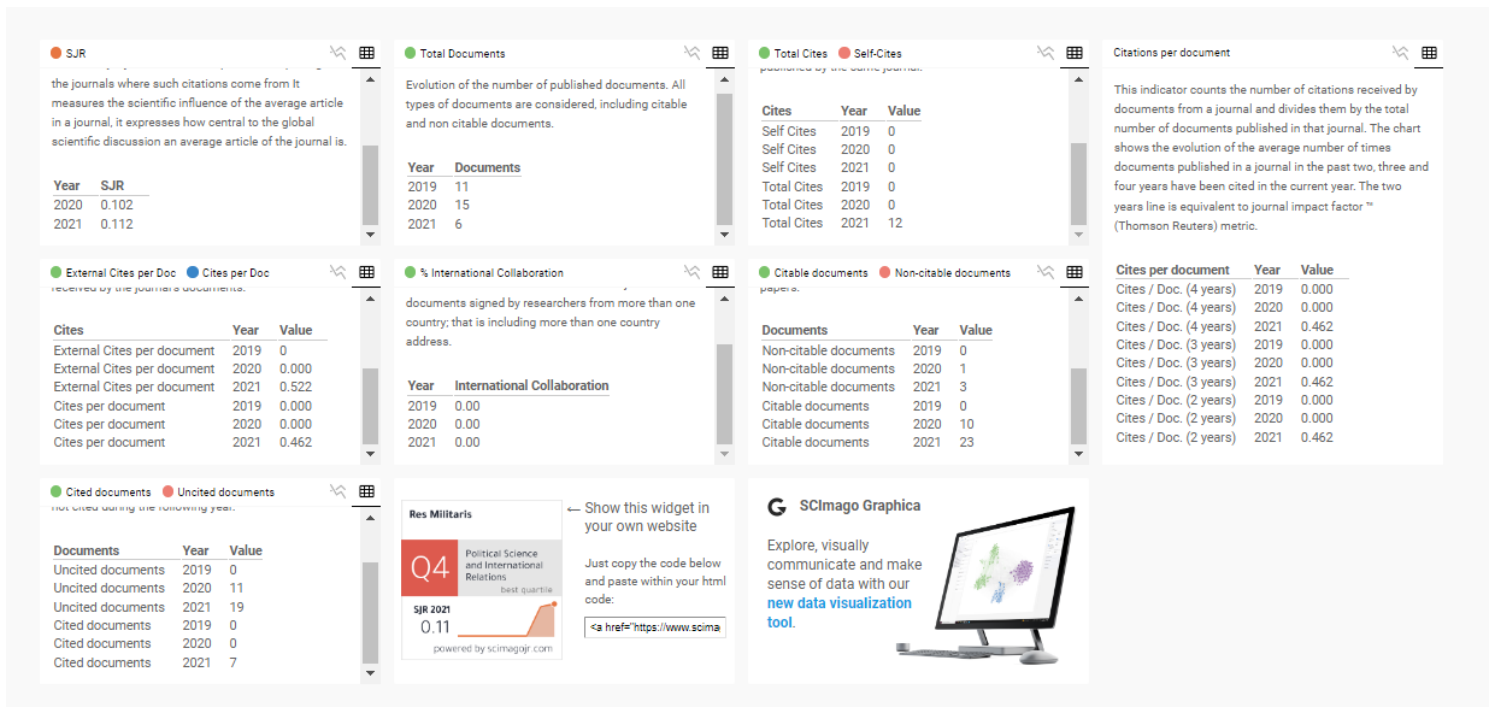 SJR
the journals where such citations come from It
measures the scientific influence of the average article
in a journal, it expresses how central to the global
scientific discussion an average article of the journal is.
Year SJR
2020 0.102
2021 0.112
Total Documents
Evolution of the number of published documents. All
types of documents are considered, including citable
and non citable documents.
Year Documents
2019 11
2020 15
2021 6
Total Cites Self-Cites
published by the same journal.
Cites Year Value
Self Cites 2019 0
Self Cites 2020 0
Self Cites 2021 0
Total Cites 2019 0
Total Cites 2020 0
Total Cites 2021 12
Citations per document
This indicator counts the number of citations received by
documents from a journal and divides them by the total
number of documents published in that journal. The chart
shows the evolution of the average number of times
documents published in a journal in the past two, three and
four years have been cited in the current year. The two
years line is equivalent to journal impact factor ™
(Thomson Reuters) metric.
Cites per document Year Value
Cites / Doc. (4 years) 2019 0.000
Cites / Doc. (4 years) 2020 0.000
Cites / Doc. (4 years) 2021 0.462
Cites / Doc. (3 years) 2019 0.000
Cites / Doc. (3 years) 2020 0.000
Cites / Doc. (3 years) 2021 0.462
Cites / Doc. (2 years) 2019 0.000
Cites / Doc. (2 years) 2020 0.000
Cites / Doc. (2 years) 2021 0.462
External Cites per Doc Cites per Doc
received by the journal's documents.
Cites Year Value
External Cites per document 2019 0
External Cites per document 2020 0.000
External Cites per document 2021 0.522
Cites per document 2019 0.000
Cites per document 2020 0.000
Cites per document 2021 0.462
% International Collaboration
documents signed by researchers from more than one
country; that is including more than one country
address.
Year International Collaboration
2019 0.00
2020 0.00
2021 0.00
Citable documents Non-citable documents
papers.
Documents Year Value
Non-citable documents 2019 0
Non-citable documents 2020 1
Non-citable documents 2021 3
Citable documents 2019 0
Citable documents 2020 10
Citable documents 2021 23
Cited documents Uncited documents
not cited during the following year.
Documents Year Value
Uncited documents 2019 0
Uncited documents 2020 11
Uncited documents 2021 19
Cited documents 2019 0
Cited documents 2020 0
Cited documents 2021 7
Res Militaris
Q4
Political Science
and International
Relations
best quartile
SJR 2021
0.11
powered by scimagojr.com
← Show this widget in
your own website
Just copy the code below
and paste within your html
code:
<a href="https://www.scima
G SCImago Graphica
Explore, visually
communicate and make
sense of data with our
new data visualization
tool.